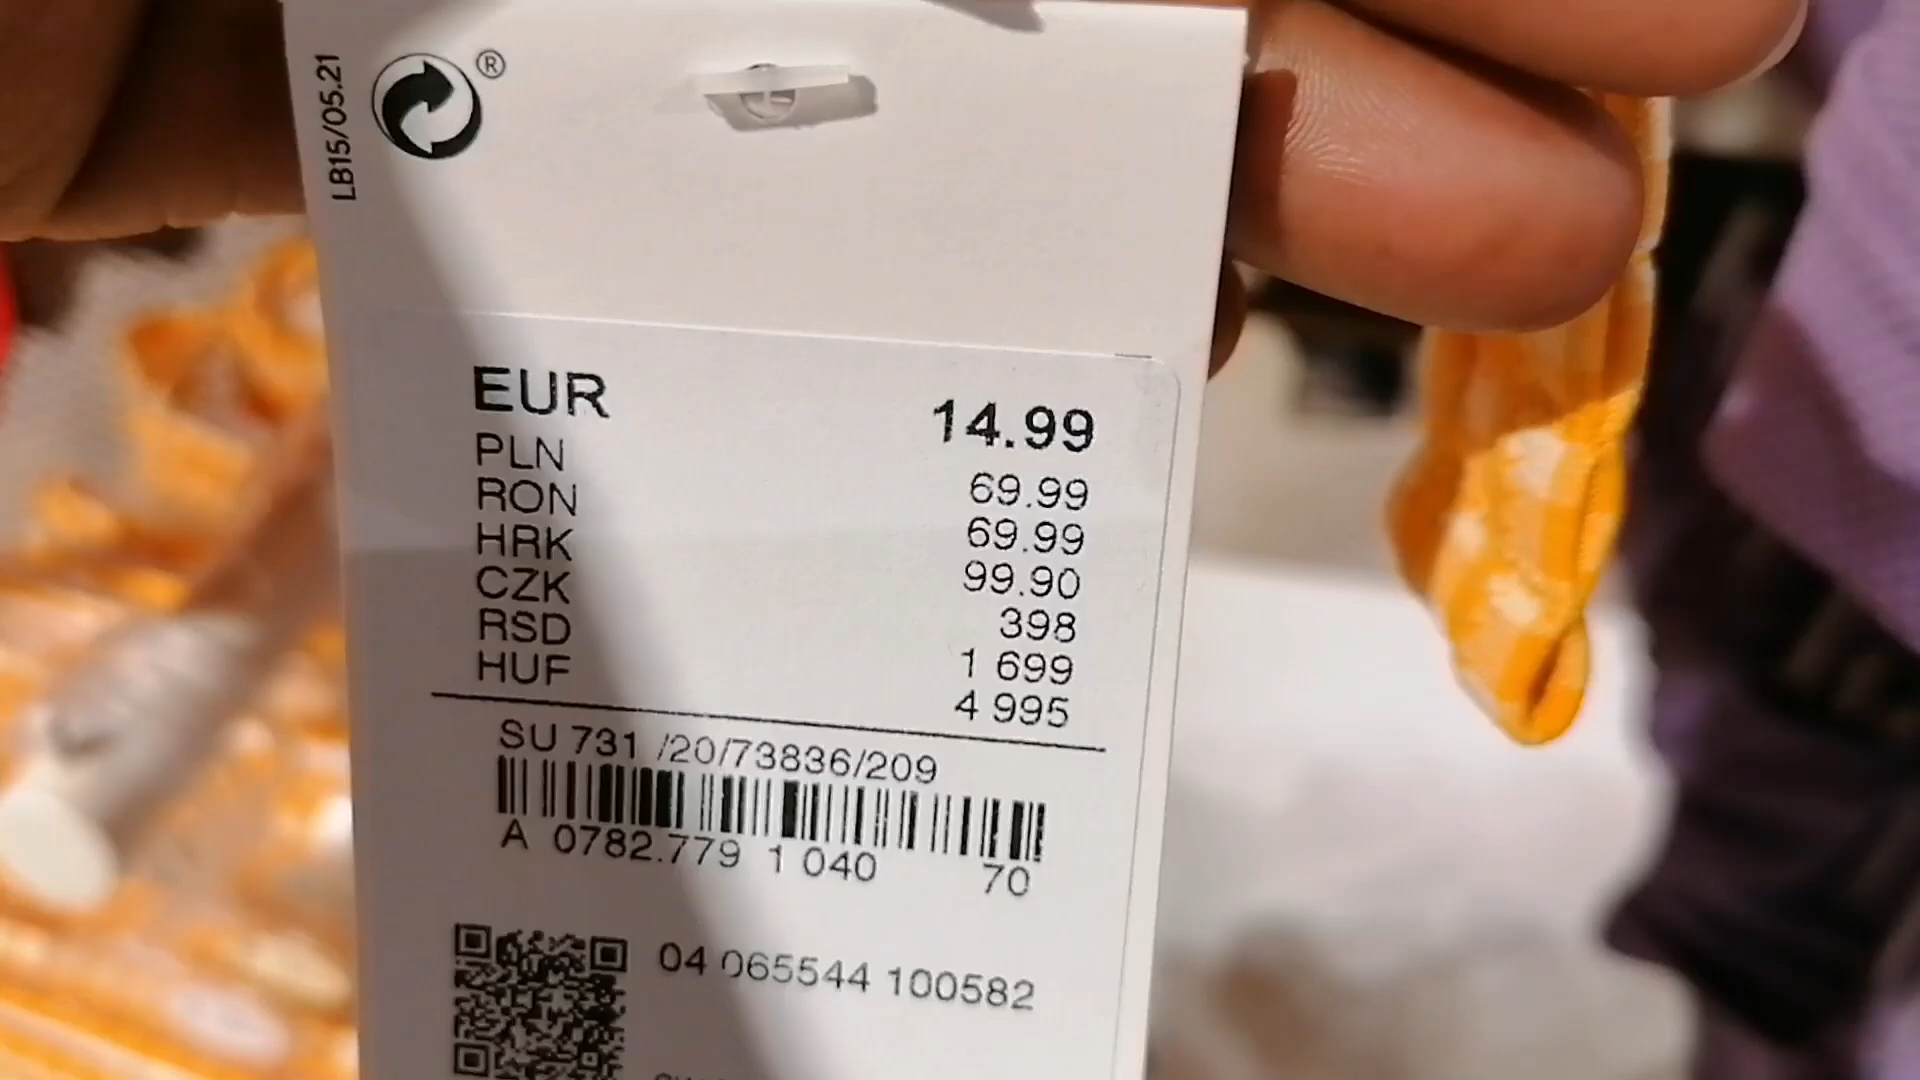 LB15/05.21
®
EUR 14.99
PLN 69.99
RON 69.99
HRK 99.90
CZK 398
RSD 1 699
HUF 4 995
SU 731 /20/73836/209
A 0782.779 1 040 70
04 065544 100582